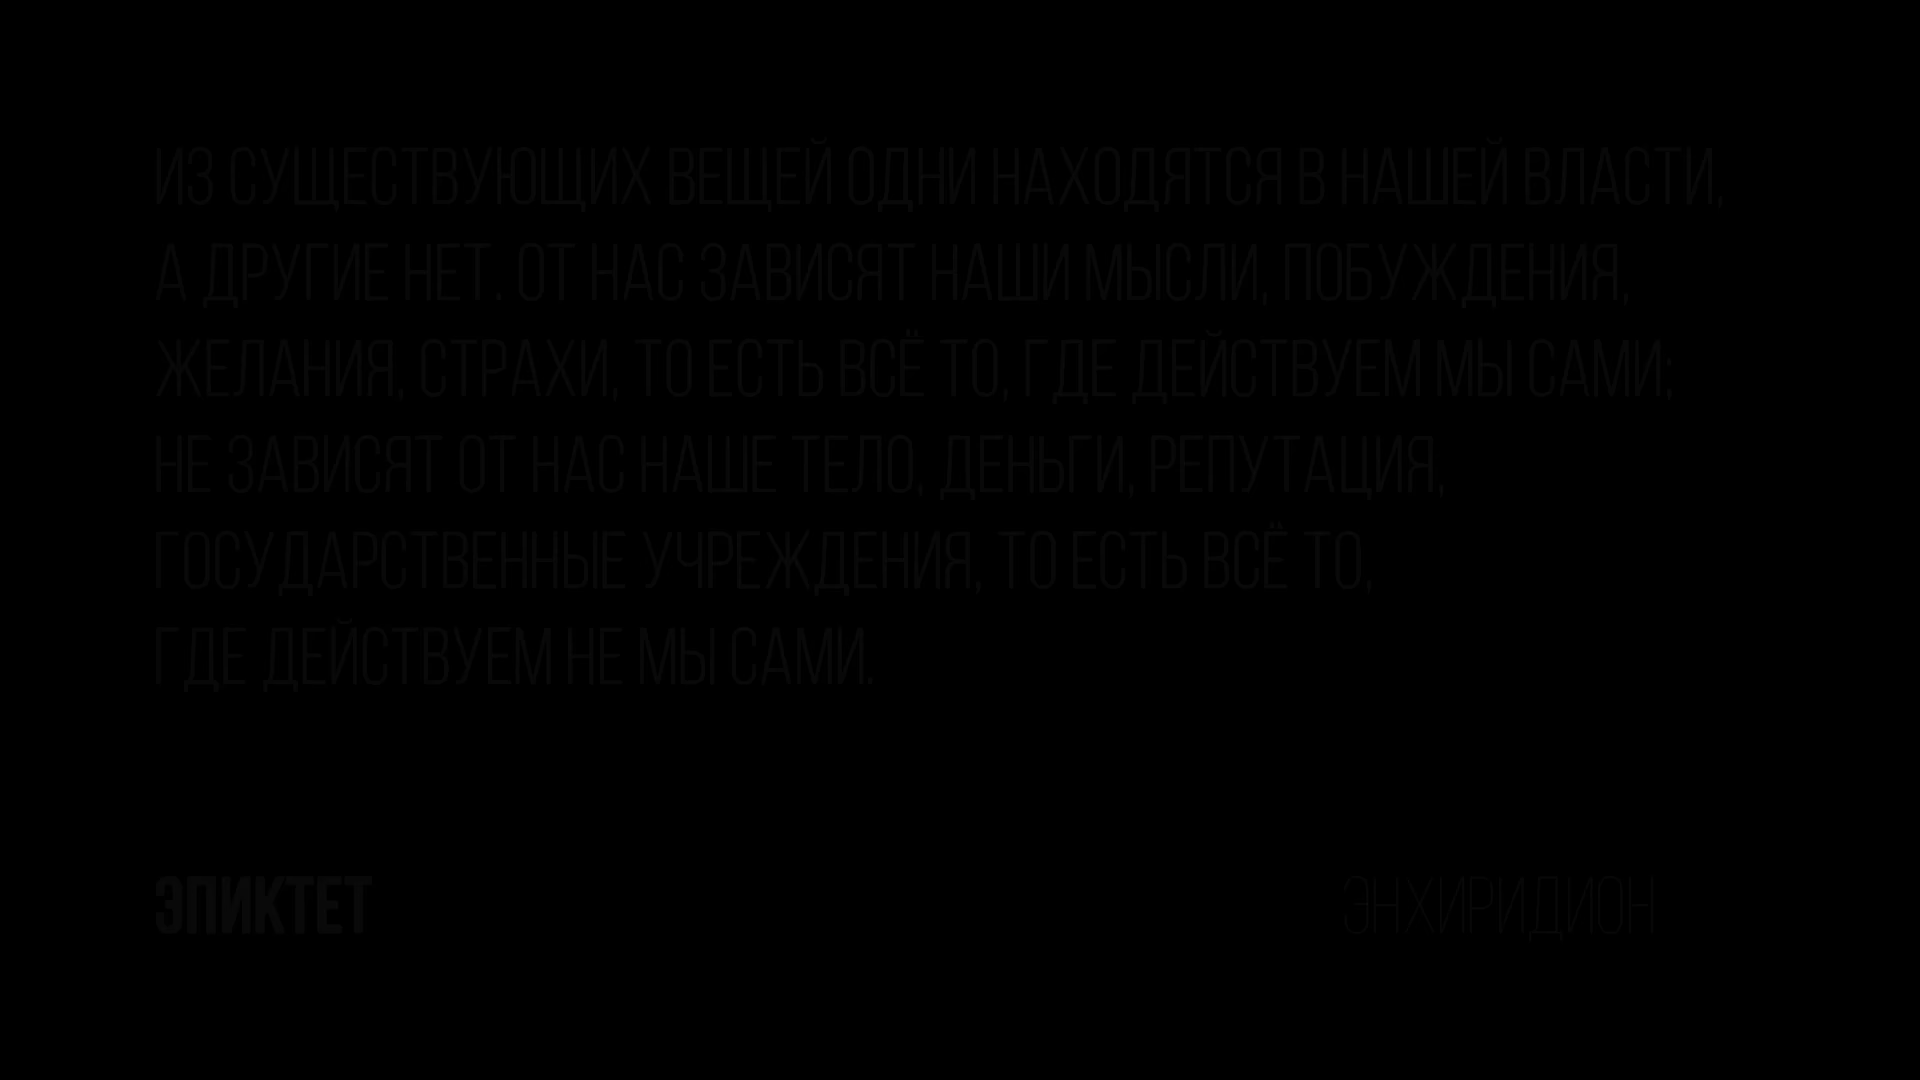 ИЗ СУЩЕСТВУЮЩИХ ВЕЩЕЙ ОДНИ НАХОДЯТСЯ В НАШЕЙ ВЛАСТИ,
А ДРУГИЕ НЕТ. ОТ НАС ЗАВИСЯТ НАШИ МЫСЛИ, ПОБУЖДЕНИЯ,
ЖЕЛАНИЯ, СТРАХИ, ТО ЕСТЬ ВСЁ ТО, ГДЕ ДЕЙСТВУЕМ МЫ САМИ;
НЕ ЗАВИСЯТ ОТ НАС НАШЕ ТЕЛО, ДЕНЬГИ, РЕПУТАЦИЯ,
ГОСУДАРСТВЕННЫЕ УЧРЕЖДЕНИЯ, ТО ЕСТЬ ВСЁ ТО,
ГДЕ ДЕЙСТВУЕМ НЕ МЫ САМИ.
ЭПИКТЕТ
ЭНХИРИДИОН